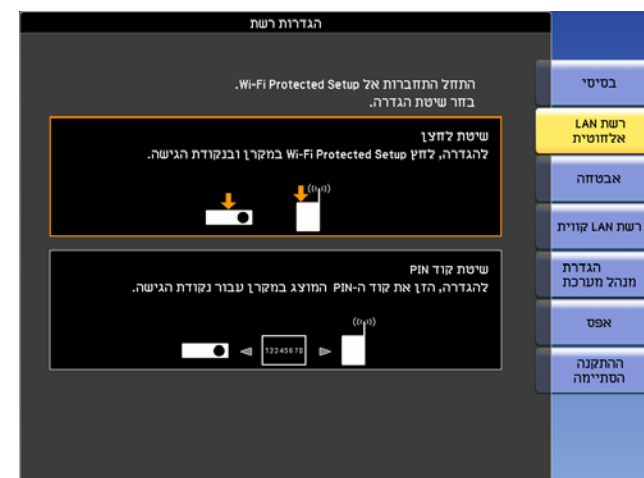 הגדרות רשת
התחל התחברות אל Wi-Fi Protected Setup.
בחר שיטת הגדרה.
שיטת לחצן
להגדרה, לחץ Wi-Fi Protected Setup במקרן ובנקודת הגישה.
שיטת קוד PIN
להגדרה, הזן את קוד ה-PIN המוצג במקרן עבור נקודת הגישה.
12345678
בסיסי
רשת LAN
אלחוטית
אבטחה
רשת LAN קווית
הגדרת
מנהל מערכת
אפס
ההתקנה
הסתיימה